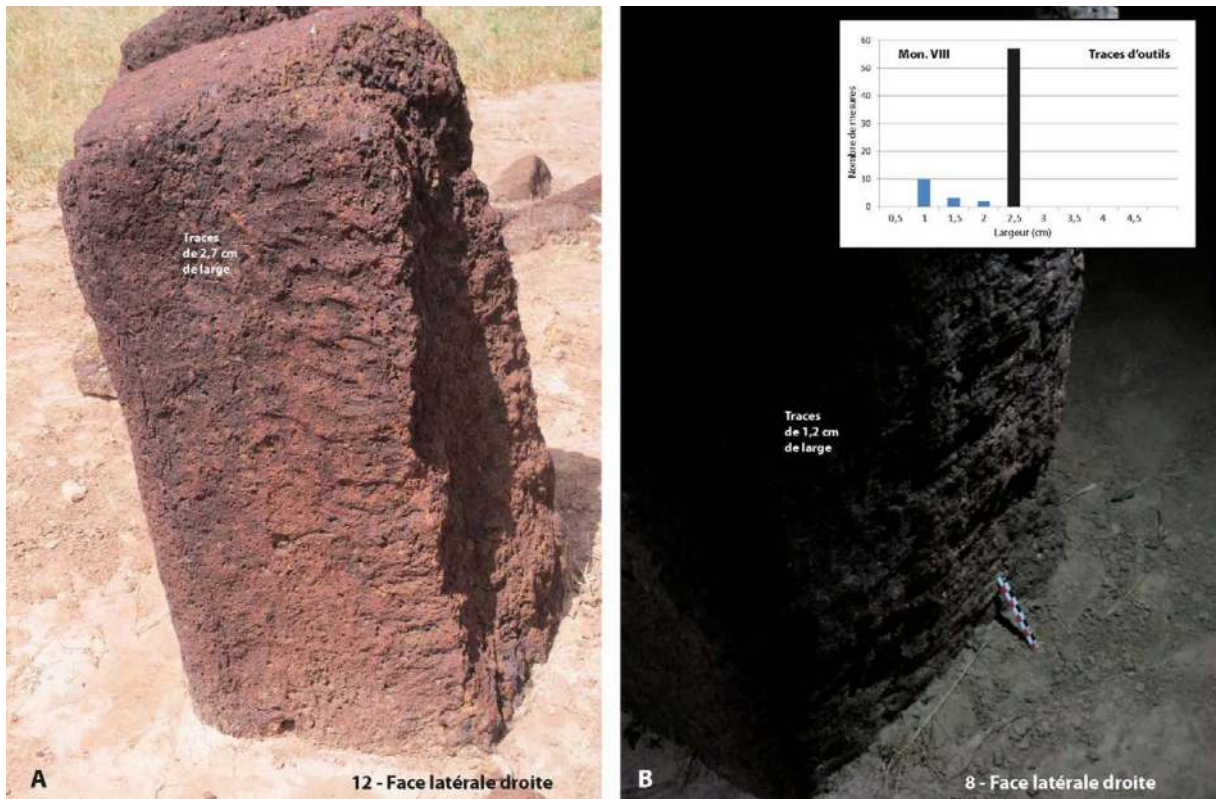 Traces
de 2,7 cm
de large
A
12 - Face latérale droite
60
50
40
30
20
10
0
Nombre de mesures
Mon. VIII
Traces d'outils
0,5 1 1,5 2 2,5 3 3,5 4 4,5
Largeur (cm)
Traces
de 1,2 cm
de large
B
8 - Face latérale droite